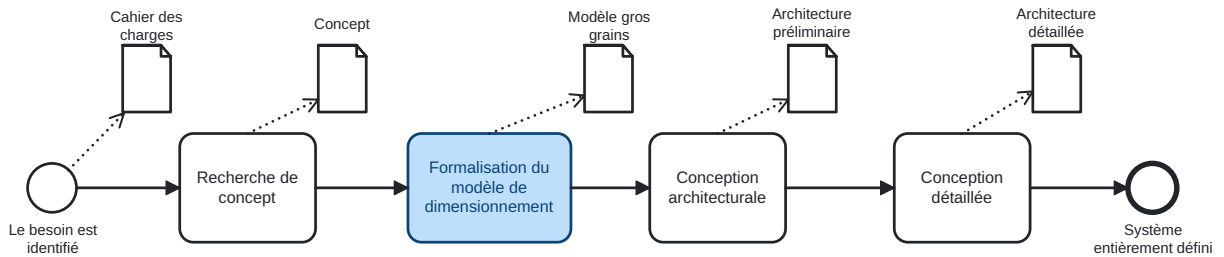 Cahier des
charges
Concept
Modèle gros
grains
Architecture
préliminaire
Architecture
détaillée
Recherche de
concept
Formalisation du
modèle de
dimensionnement
Conception
architecturale
Conception
détaillée
Le besoin est
identifié
Système
entièrement défini